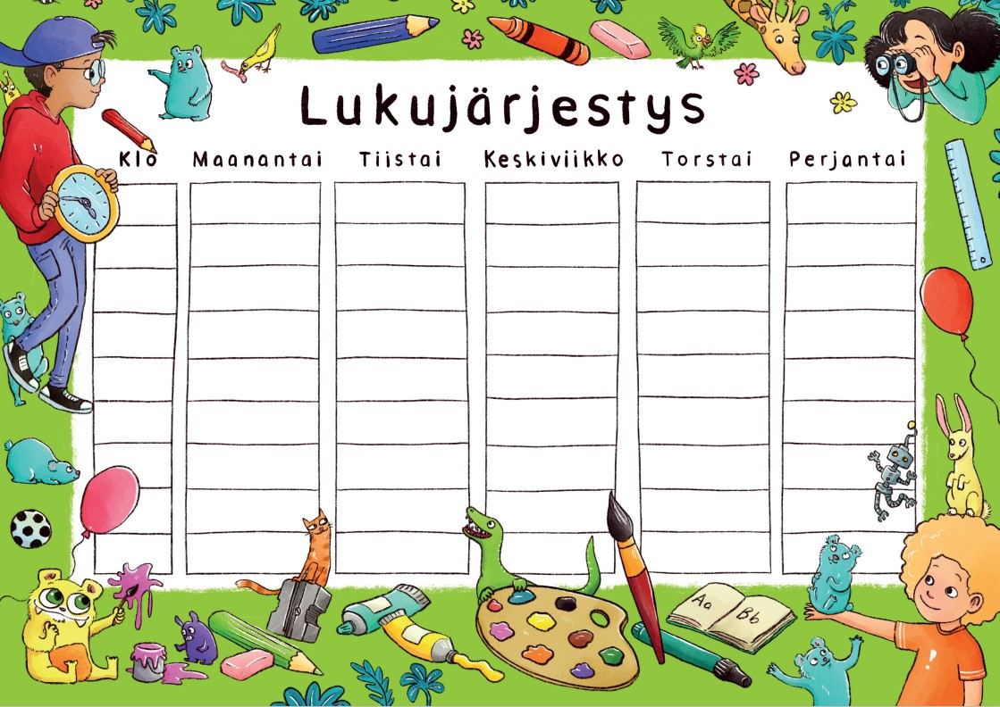 Lukujärjestys
Klo Maanantai Tiistai Keskiviikko Torstai Perjantai
Aa Bb